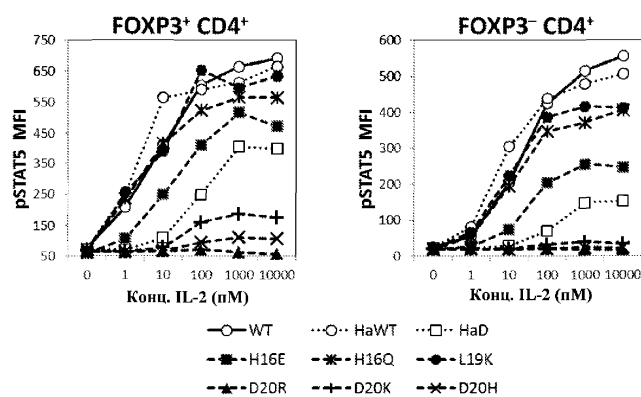 FOXP3⁺ CD4⁺
FOXP3⁻ CD4⁺
pSTAT5 MFI
750
650
550
450
350
250
150
50
0 1 10 100 1000 10000
Конц. IL-2 (пМ)
pSTAT5 MFI
600
500
400
300
200
100
0
0 1 10 100 1000 10000
Конц. IL-2 (пМ)
WT HaWT HaD
H16E H16Q L19K
D20R D20K D20H